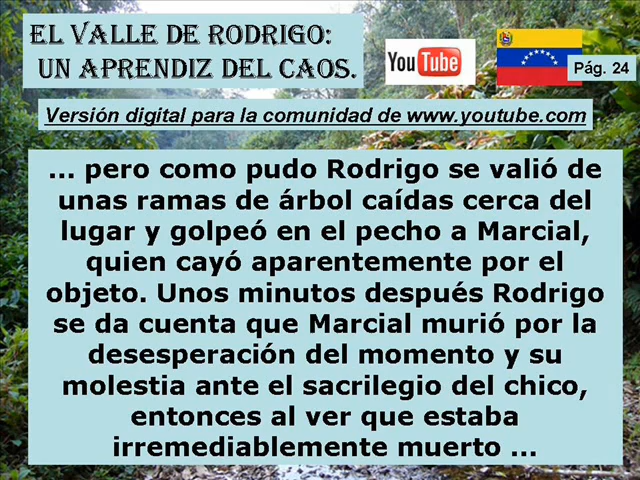 EL VALLE DE RODRIGO:
UN APRENDIZ DEL CAOS.
YouTube
Pág. 24
Versión digital para la comunidad de www.youtube.com
... pero como pudo Rodrigo se valió de
unas ramas de árbol caídas cerca del
lugar y golpeó en el pecho a Marcial,
quien cayó aparentemente por el
objeto. Unos minutos después Rodrigo
se da cuenta que Marcial murió por la
desesperación del momento y su
molestia ante el sacrilegio del chico,
entonces al ver que estaba
irremediablemente muerto ...